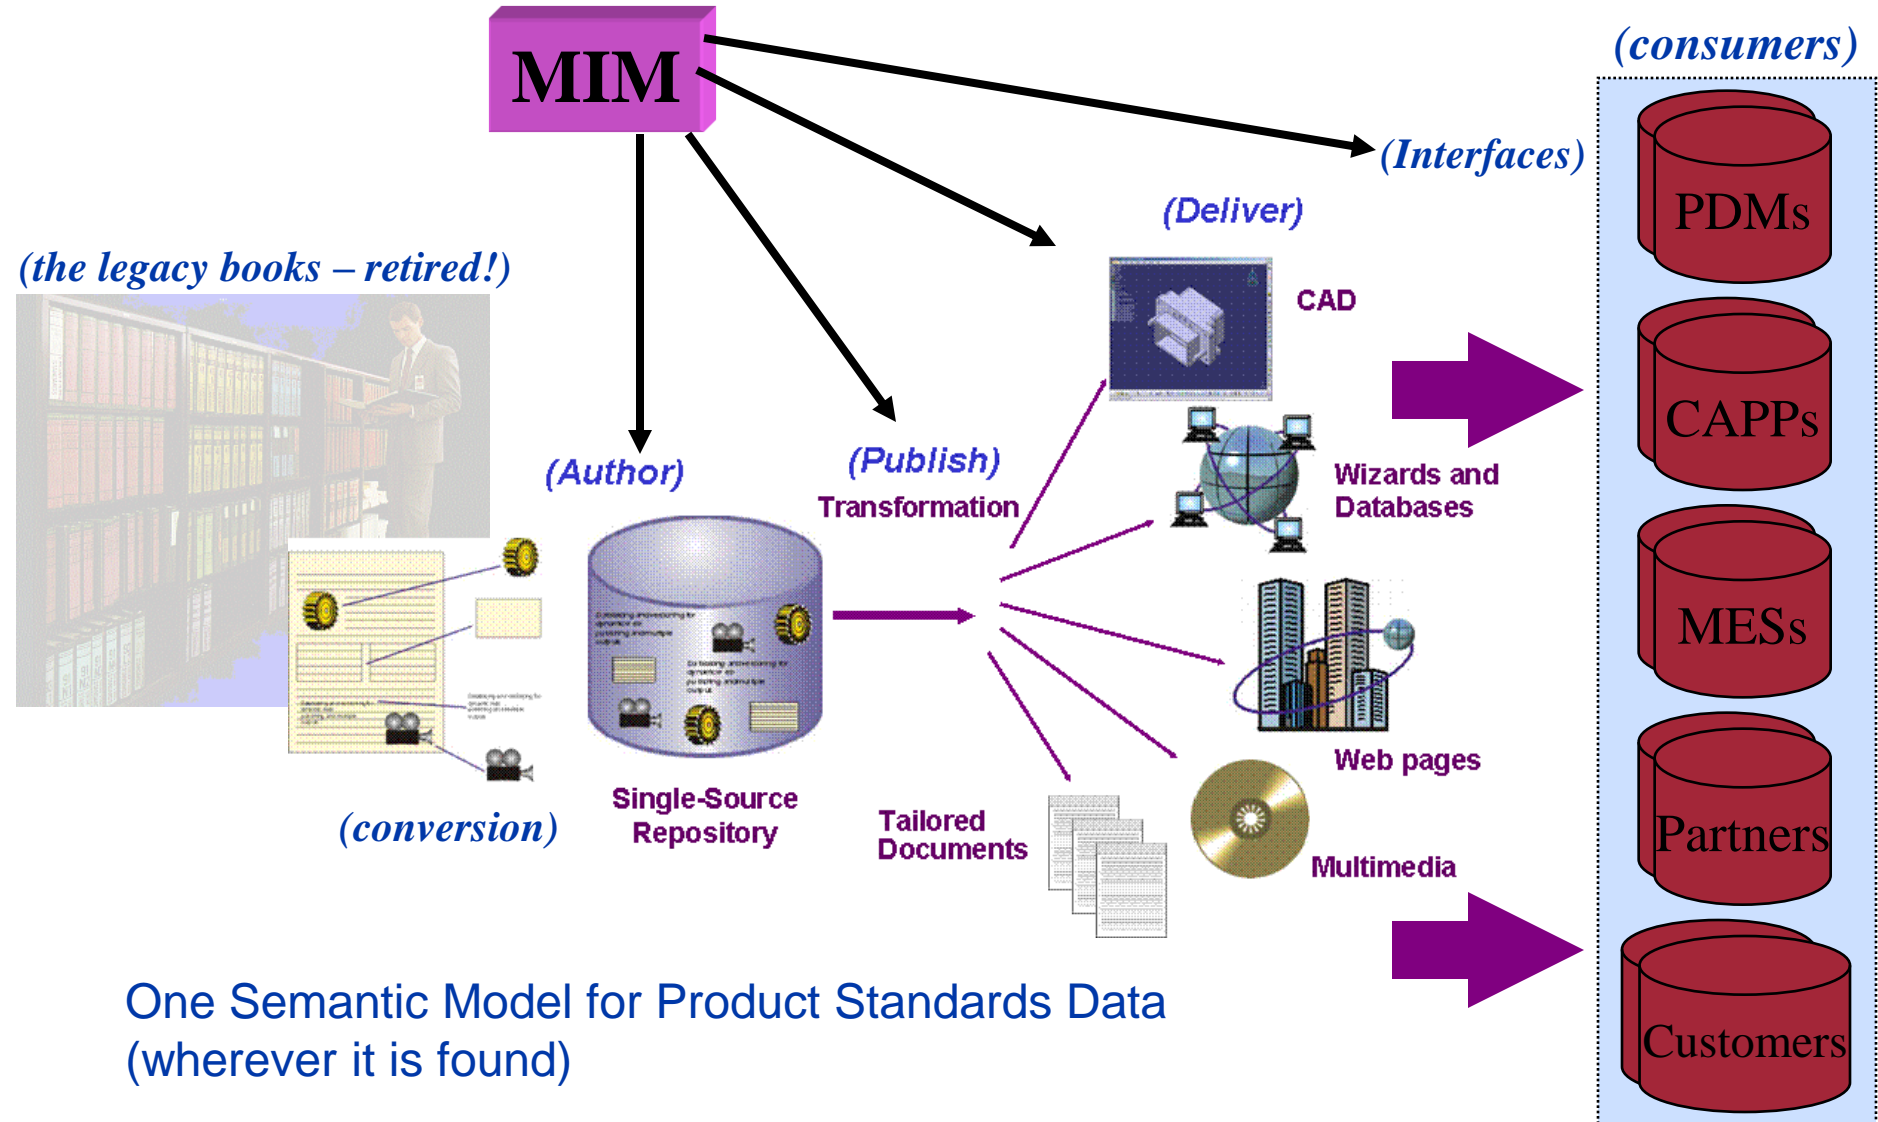 MIM
(consumers)
(Interfaces)
PDMs
(Deliver)
(the legacy books – retired!)
CAD
CAPPs
(Author)
(Publish)
Transformation
Wizards and
Databases
MESs
Web pages
(conversion)
Single-Source
Repository
Tailored
Documents
Multimedia
Partners
One Semantic Model for Product Standards Data
(wherever it is found)
Customers